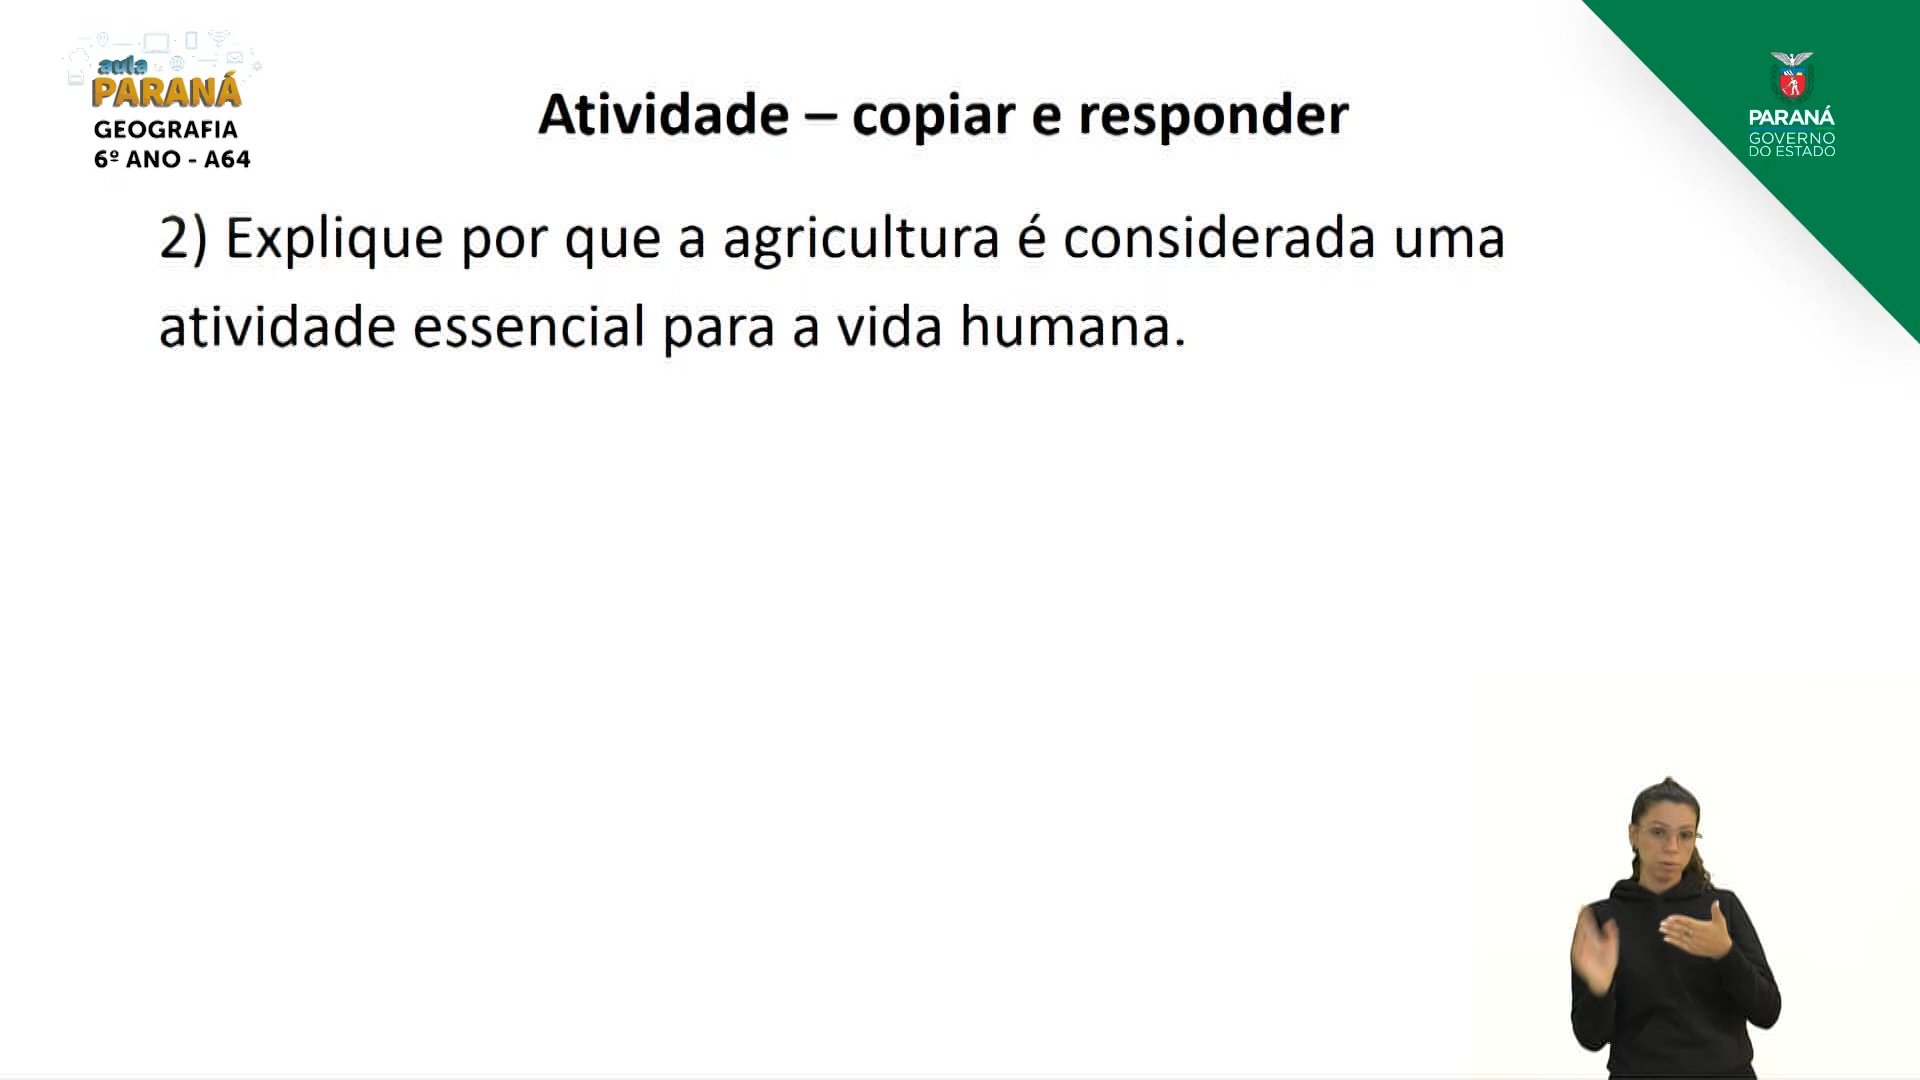 aula
PARANÁ
GEOGRAFIA
6º ANO - A64
Atividade – copiar e responder
PARANÁ
GOVERNO
DO ESTADO
2) Explique por que a agricultura é considerada uma
atividade essencial para a vida humana.